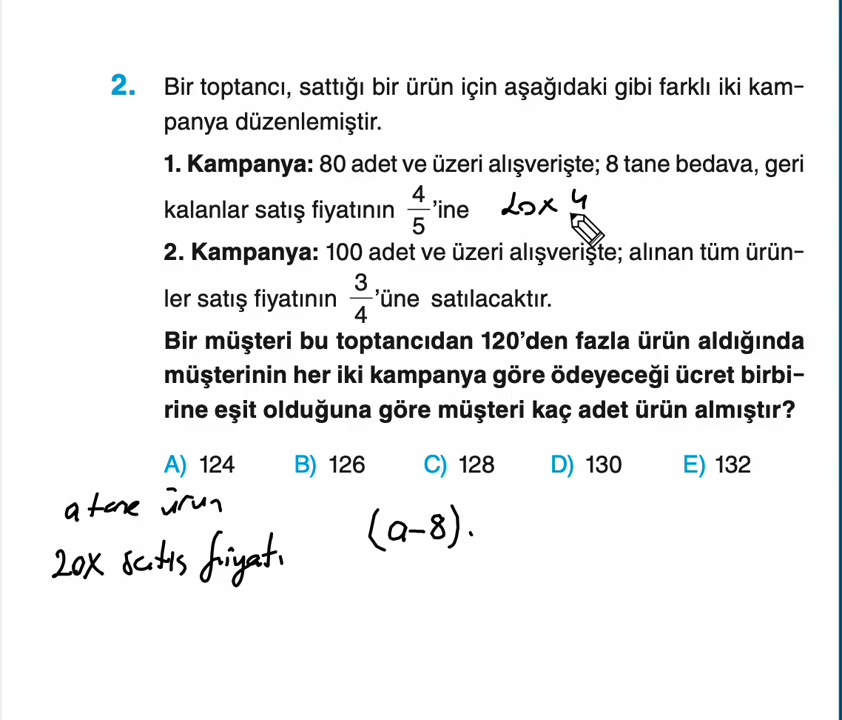 2. Bir toptancı, sattığı bir ürün için aşağıdaki gibi farklı iki kam-
panya düzenlemiştir.
1. Kampanya: 80 adet ve üzeri alışverişte; 8 tane bedava, geri
kalanlar satış fiyatının 4/5'ine 20x 4
2. Kampanya: 100 adet ve üzeri alışverişte; alınan tüm ürün-
ler satış fiyatının 3/4'üne satılacaktır.
Bir müşteri bu toptancıdan 120'den fazla ürün aldığında
müşterinin her iki kampanya göre ödeyeceği ücret birbi-
rine eşit olduğuna göre müşteri kaç adet ürün almıştır?
A) 124 B) 126 C) 128 D) 130 E) 132
a tane ürün (a-8).
20x satış fiyatı